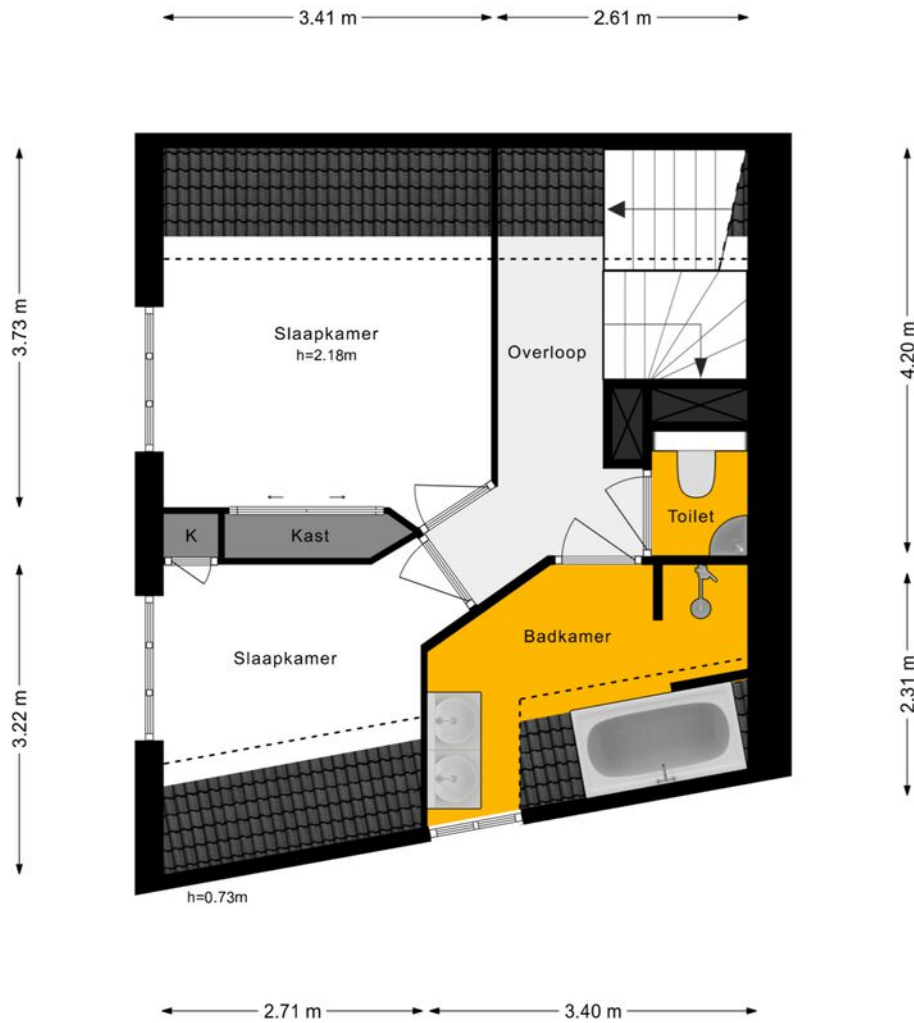 3.41 m
2.61 m
3.73 m
4.20 m
Slaapkamer
h=2.18m
Overloop
Toilet
K
Kast
Badkamer
Slaapkamer
3.22 m
2.31 m
h=0.73m
2.71 m
3.40 m